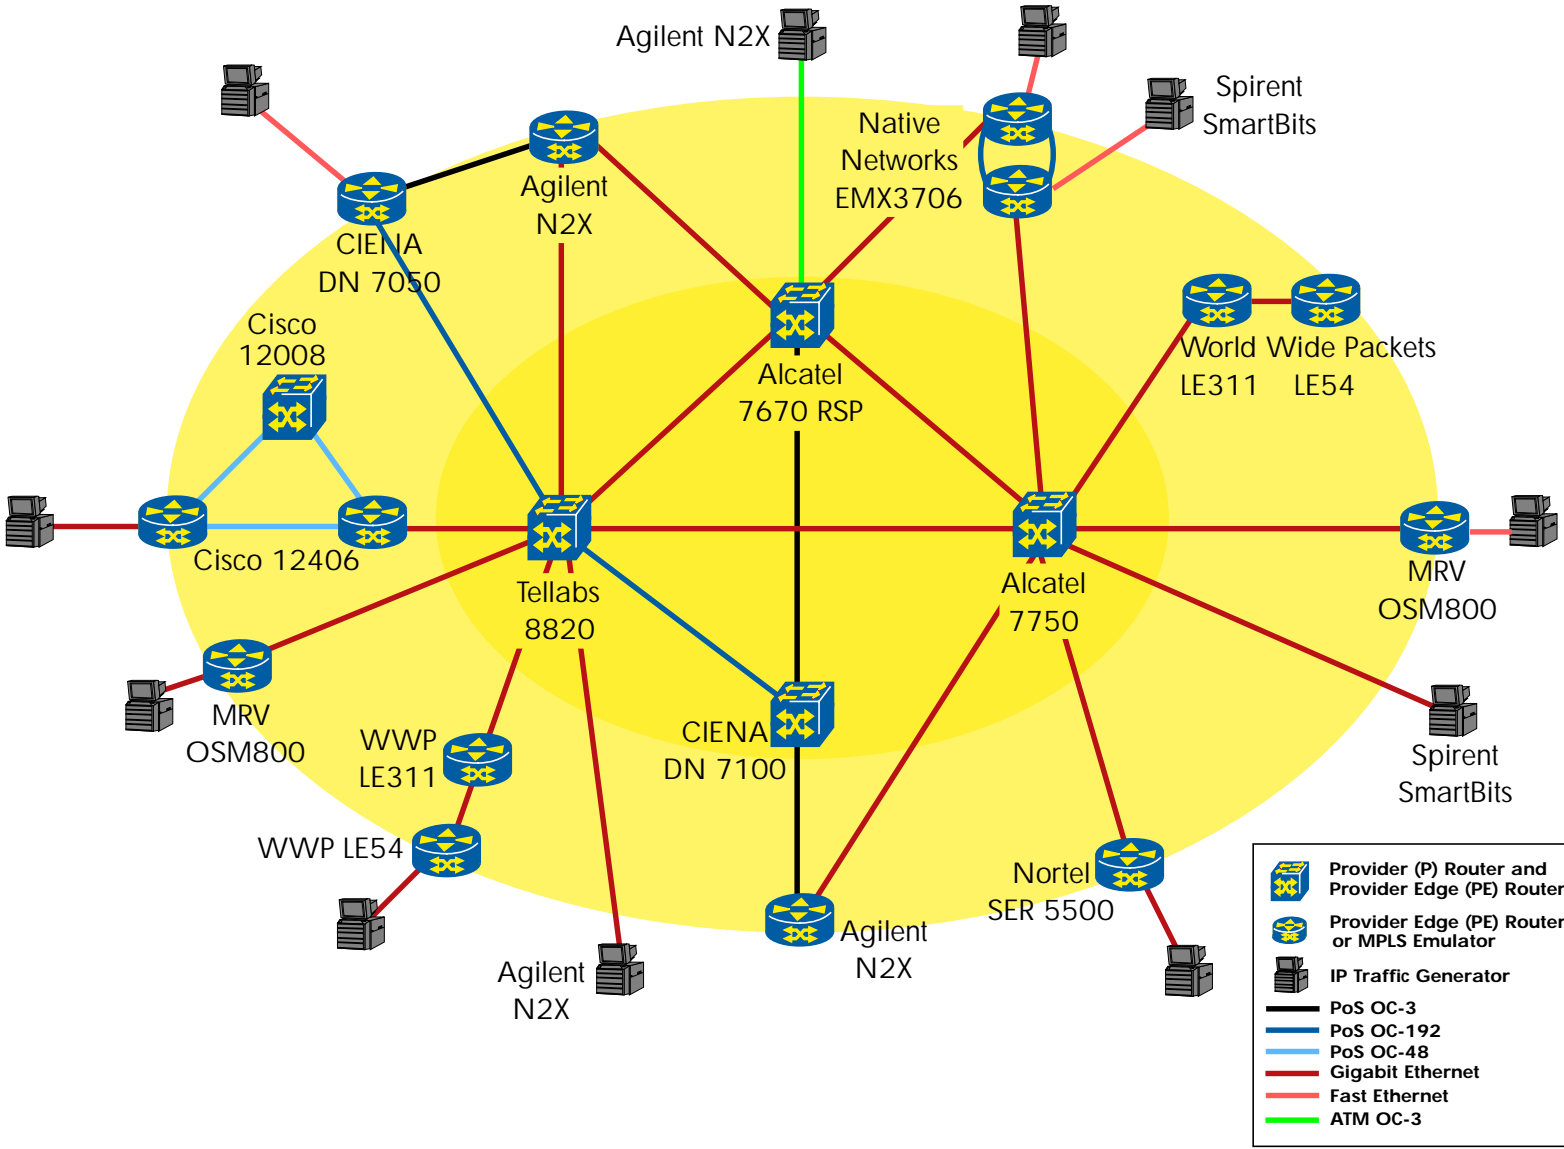 Agilent N2X
Spirent
SmartBits
Native
Networks
EMX3706
Agilent
N2X
CIENA
DN 7050
Cisco
12008
World Wide Packets
LE311 LE54
Alcatel
7670 RSP
Cisco 12406
Tellabs
8820
Alcatel
7750
MRV
OSM800
MRV
OSM800
WWP
LE311
CIENA
DN 7100
Spirent
SmartBits
WWP LE54
Nortel
SER 5500
Agilent
N2X
Agilent
N2X
Provider (P) Router and
Provider Edge (PE) Router
Provider Edge (PE) Router
or MPLS Emulator
IP Traffic Generator
PoS OC-3
PoS OC-192
PoS OC-48
Gigabit Ethernet
Fast Ethernet
ATM OC-3